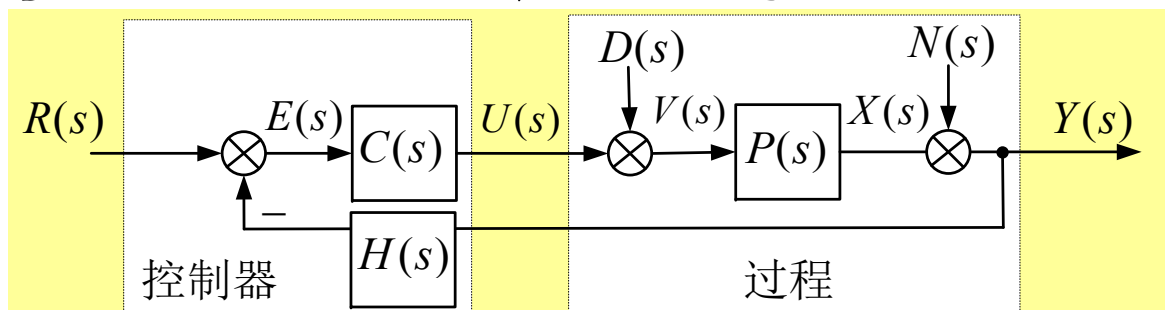 D(s) N(s)
R(s) E(s) U(s) V(s) X(s) Y(s)
C(s) P(s)
−
H(s)
控制器 过程